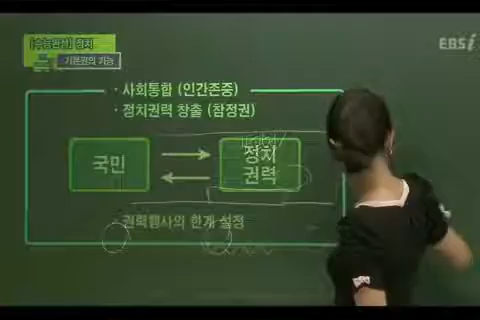 [수능완성] 정치
기본권의 기능
EBSi
· 사회통합 (인간존중)
· 정치권력 창출 (참정권)
국민
정치
권력
· 권력행사의 한계 설정